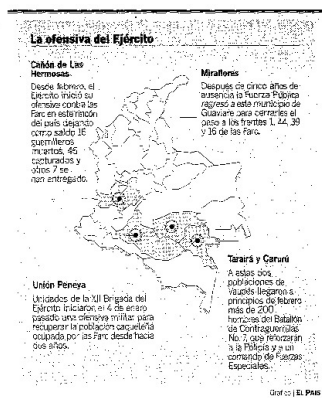 La ofensiva del Ejército
Cañón de Las
Hermosas
Desde febrero, el
Ejército inició su
ofensiva contra las
Farc en este rincón
del país dejando
como saldo 16
guerrilleros
muertos, 45
capturados y
otros 7 se
han entregado.
Miraflores
Después de cinco años de
ausencia la Fuerza Pública
regresó a este municipio de
Guaviare para cerrarles el
paso a los frentes 1, 44, 39
y 16 de las Farc.
Unión Peneya
Unidades de la XII Brigada del
Ejército iniciaron, el 4 de enero
pasado una ofensiva militar para
recuperar la población caqueteña
ocupada por las Farc desde hacía
dos años.
Tarairá y Carurú
A estas dos
poblaciones de
Vaupés llegaron a
principios de febrero
más de 200
hombres del Batallón
de Contraguerrillas
No. 7, que reforzarán
a la Policía y a un
comando de Fuerzas
Especiales.
Gráfico | EL PAIS